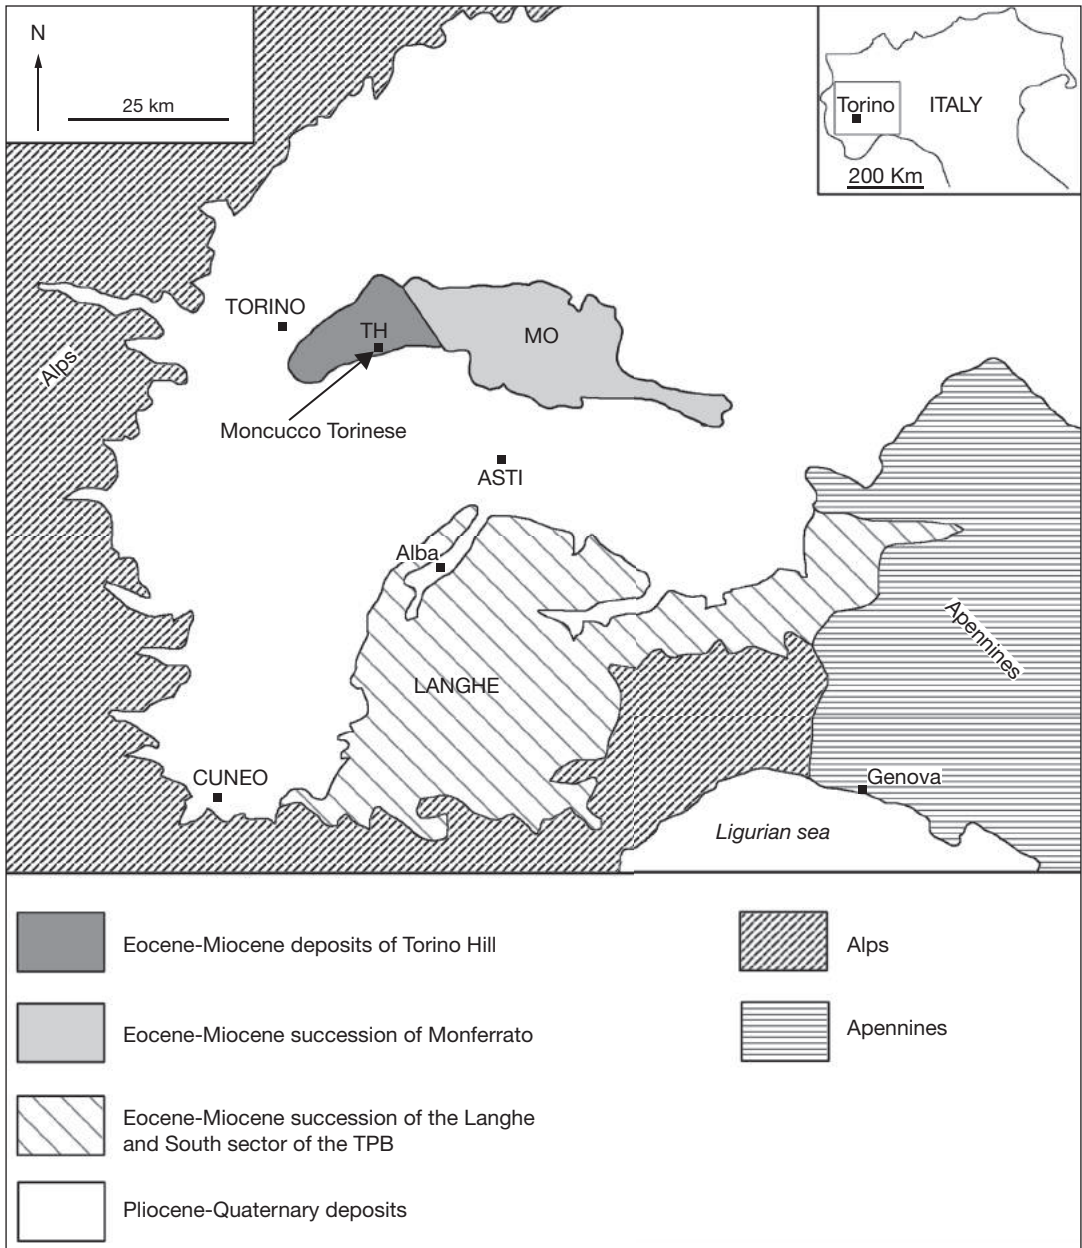 N
25 km
Torino
ITALY
200 Km
TORINO
TH
MO
Alps
Moncucco Torinese
ASTI
Alba
Apennines
LANGHE
CUNEO
Genova
Ligurian sea
Eocene-Miocene deposits of Torino Hill
Alps
Eocene-Miocene succession of Monferrato
Apennines
Eocene-Miocene succession of the Langhe
and South sector of the TPB
Pliocene-Quaternary deposits